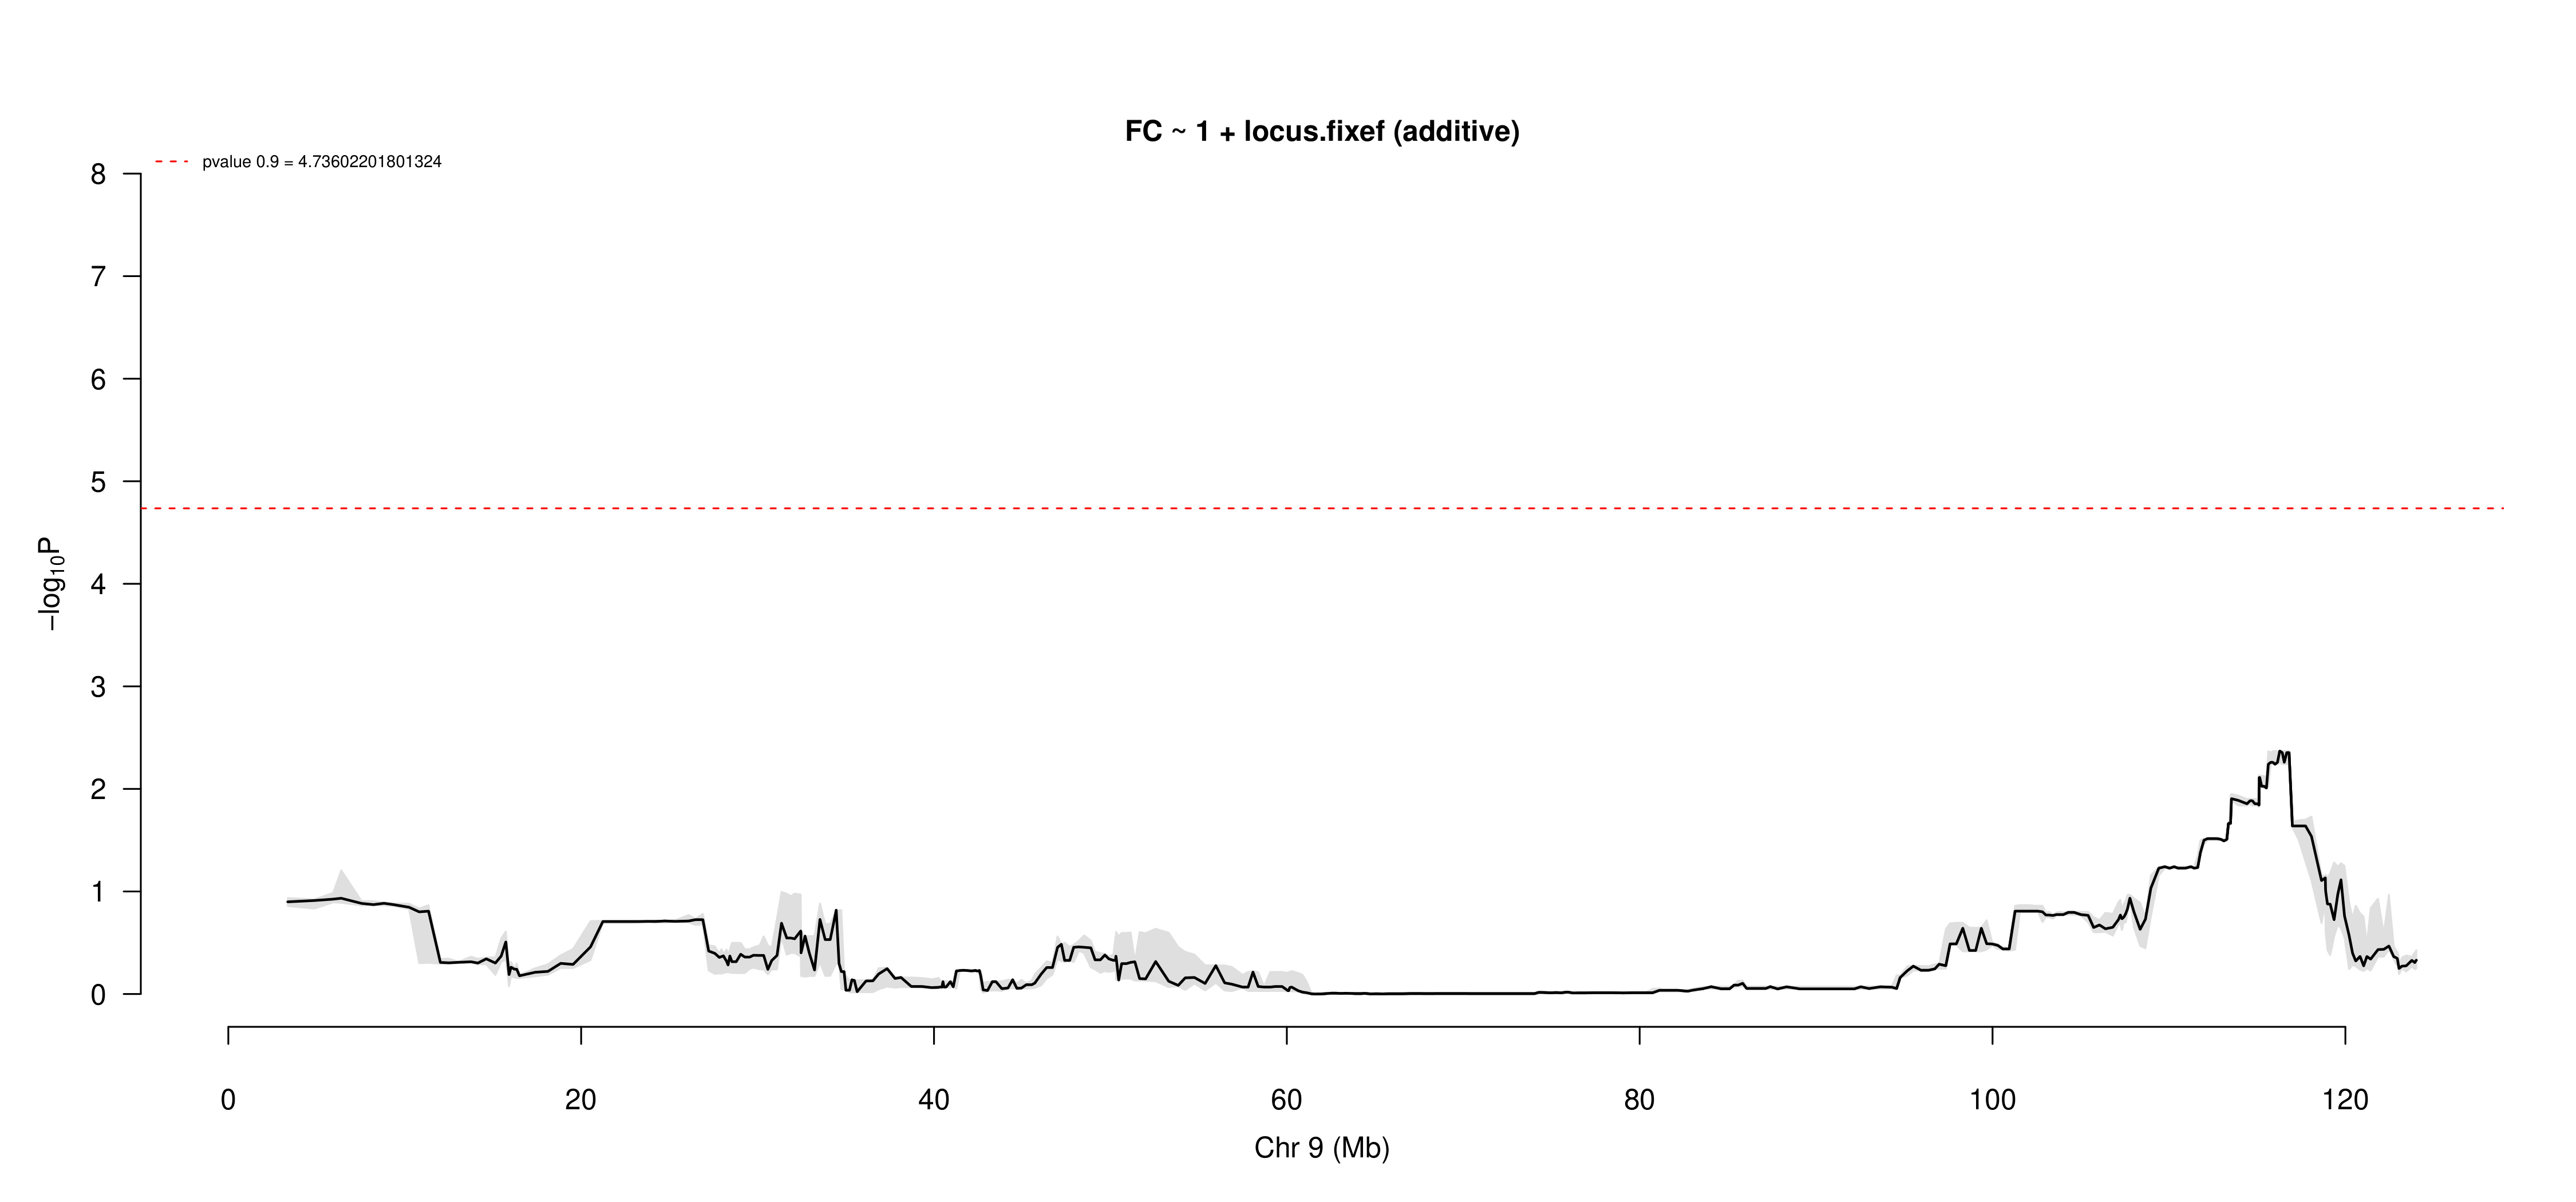 FC ~ 1 + locus.fixef (additive)
pvalue 0.9 = 4.73602201801324
8
7
6
5
4
3
2
1
0
−log10P
0 20 40 60 80 100 120
Chr 9 (Mb)